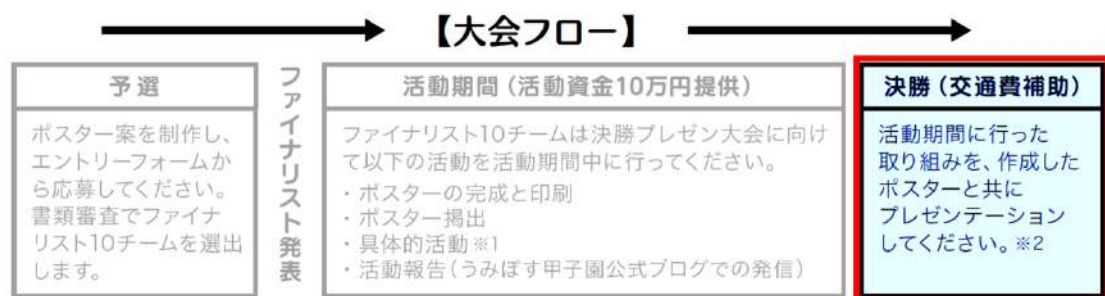 【大会フロー】
予選
ポスター案を制作し、
エントリーフォームか
ら応募してください。
書類審査でファイナ
リスト10チームを選出
します。
ファイナリスト発表
活動期間（活動資金10万円提供）
ファイナリスト10チームは決勝プレゼン大会に向け
て以下の活動を活動期間中に行ってください。
・ポスターの完成と印刷
・ポスター掲出
・具体的活動※1
・活動報告（うみぽす甲子園公式ブログでの発信）
決勝（交通費補助）
活動期間に行った
取り組みを、作成した
ポスターと共に
プレゼンテーション
してください。※2